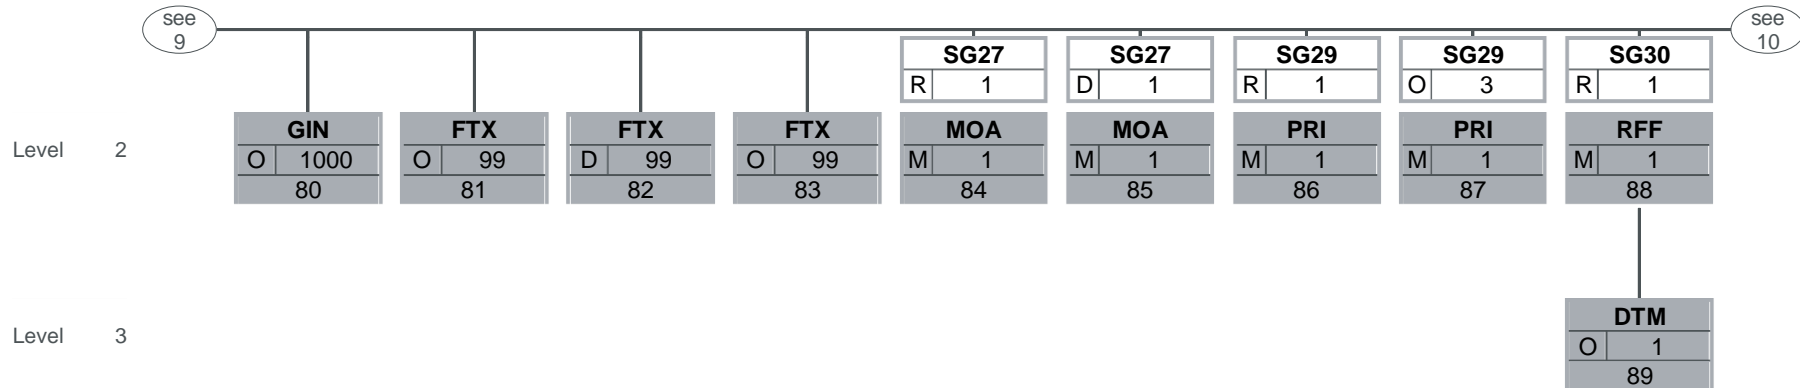 see
9
see
10
SG27
R 1
SG27
D 1
SG29
R 1
SG29
O 3
SG30
R 1
Level 2
GIN
O 1000
80
FTX
O 99
81
FTX
D 99
82
FTX
O 99
83
MOA
M 1
84
MOA
M 1
85
PRI
M 1
86
PRI
M 1
87
RFF
M 1
88
Level 3
DTM
O 1
89